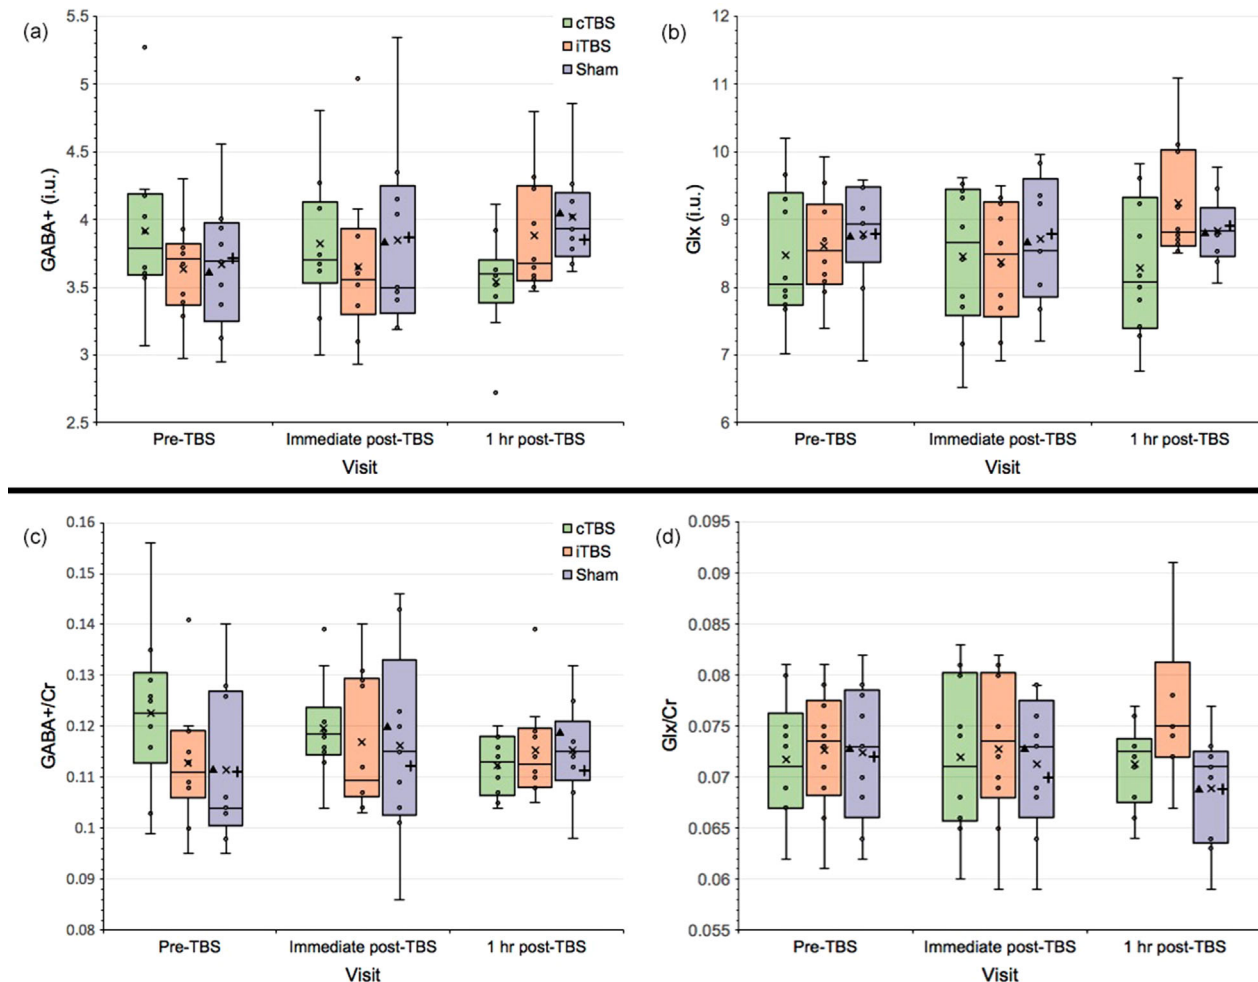 (a)
5.5
5
4.5
4
3.5
3
2.5
GABA+ (i.u.)
cTBS
iTBS
Sham
Pre-TBS
Immediate post-TBS
1 hr post-TBS
Visit
(b)
12
11
10
9
8
7
6
Glx (i.u.)
Pre-TBS
Immediate post-TBS
1 hr post-TBS
Visit
(c)
0.16
0.15
0.14
0.13
0.12
0.11
0.1
0.09
0.08
GABA+/Cr
cTBS
iTBS
Sham
Pre-TBS
Immediate post-TBS
1 hr post-TBS
Visit
(d)
0.095
0.09
0.085
0.08
0.075
0.07
0.065
0.06
0.055
Glx/Cr
Pre-TBS
Immediate post-TBS
1 hr post-TBS
Visit